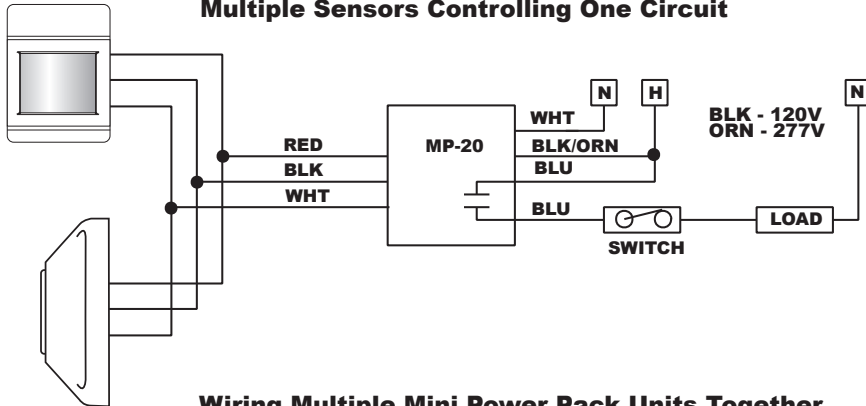 Multiple Sensors Controlling One Circuit
N
H
N
BLK - 120V
ORN - 277V
WHT
RED
MP-20
BLK/ORN
BLK
BLU
WHT
BLU
LOAD
SWITCH
Wiring Multiple Mini Power Pack Units Together